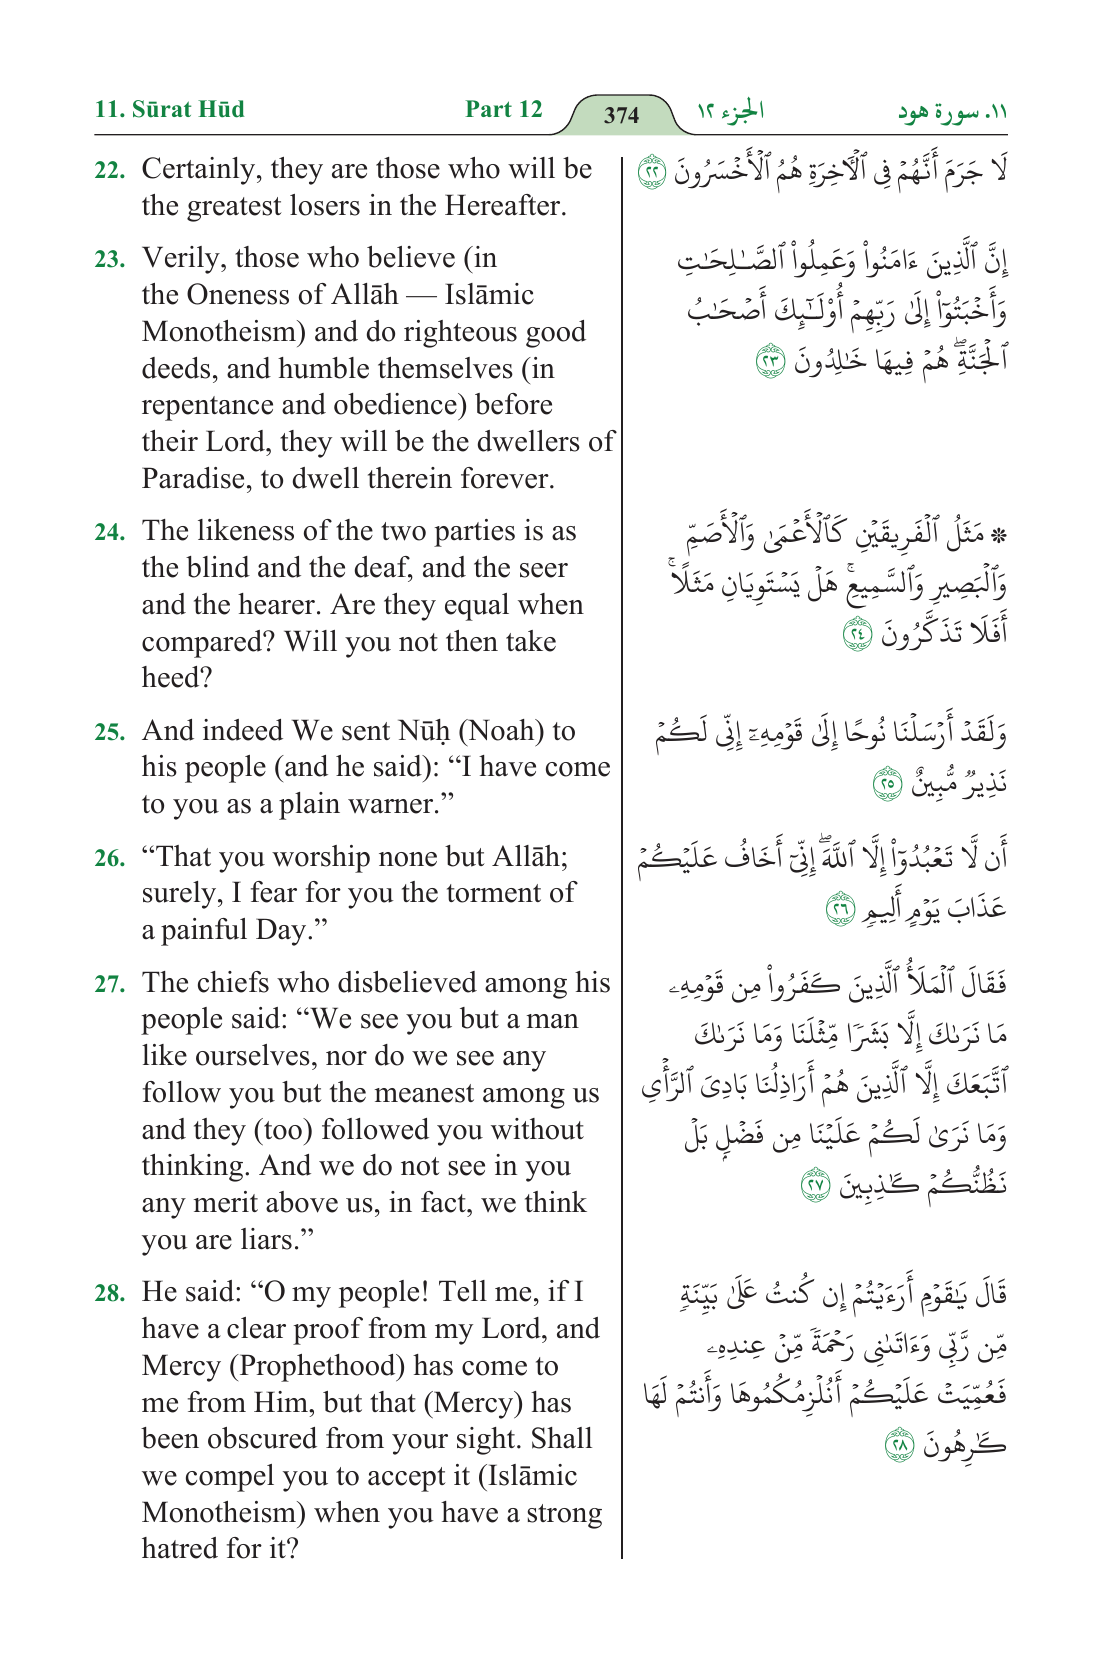 11. Sūrat Hūd
Part 12
374
الجزء ١٢
١١. سورة هود
22. Certainly, they are those who will be
the greatest losers in the Hereafter.
لَا جَرَمَ أَنَّهُمۡ فِي ٱلۡأٓخِرَةِ هُمُ ٱلۡأَخۡسَرُونَ ٢٢
23. Verily, those who believe (in
the Oneness of Allāh — Islāmic
Monotheism) and do righteous good
deeds, and humble themselves (in
repentance and obedience) before
their Lord, they will be the dwellers of
Paradise, to dwell therein forever.
إِنَّ ٱلَّذِينَ ءَامَنُواْ وَعَمِلُواْ ٱلصَّٰلِحَٰتِ
وَأَخۡبَتُوٓاْ إِلَىٰ رَبِّهِمۡ أُوْلَٰٓئِكَ أَصۡحَٰبُ
ٱلۡجَنَّةِۖ هُمۡ فِيهَا خَٰلِدُونَ ٢٣
24. The likeness of the two parties is as
the blind and the deaf, and the seer
and the hearer. Are they equal when
compared? Will you not then take
heed?
۞ مَثَلُ ٱلۡفَرِيقَيۡنِ كَٱلۡأَعۡمَىٰ وَٱلۡأَصَمِّ
وَٱلۡبَصِيرِ وَٱلسَّمِيعِۚ هَلۡ يَسۡتَوِيَانِ مَثَلًاۚ
أَفَلَا تَذَكَّرُونَ ٢٤
25. And indeed We sent Nūḥ (Noah) to
his people (and he said): “I have come
to you as a plain warner.”
وَلَقَدۡ أَرۡسَلۡنَا نُوحًا إِلَىٰ قَوۡمِهِۦٓ إِنِّي لَكُمۡ
نَذِيرٞ مُّبِينٌ ٢٥
26. “That you worship none but Allāh;
surely, I fear for you the torment of
a painful Day.”
أَن لَّا تَعۡبُدُوٓاْ إِلَّا ٱللَّهَۖ إِنِّيٓ أَخَافُ عَلَيۡكُمۡ
عَذَابَ يَوۡمٍ أَلِيمٖ ٢٦
27. The chiefs who disbelieved among his
people said: “We see you but a man
like ourselves, nor do we see any
follow you but the meanest among us
and they (too) followed you without
thinking. And we do not see in you
any merit above us, in fact, we think
you are liars.”
فَقَالَ ٱلۡمَلَأُ ٱلَّذِينَ كَفَرُواْ مِن قَوۡمِهِۦ
مَا نَرَىٰكَ إِلَّا بَشَرٗا مِّثۡلَنَا وَمَا نَرَىٰكَ
ٱتَّبَعَكَ إِلَّا ٱلَّذِينَ هُمۡ أَرَاذِلُنَا بَادِيَ ٱلرَّأۡيِ
وَمَا نَرَىٰ لَكُمۡ عَلَيۡنَا مِن فَضۡلِۭ بَلۡ
نَظُنُّكُمۡ كَٰذِبِينَ ٢٧
28. He said: “O my people! Tell me, if I
have a clear proof from my Lord, and
Mercy (Prophethood) has come to
me from Him, but that (Mercy) has
been obscured from your sight. Shall
we compel you to accept it (Islāmic
Monotheism) when you have a strong
hatred for it?
قَالَ يَٰقَوۡمِ أَرَءَيۡتُمۡ إِن كُنتُ عَلَىٰ بَيِّنَةٖ
مِّن رَّبِّي وَءَاتَىٰنِي رَحۡمَةٗ مِّنۡ عِندِهِۦ
فَعُمِّيَتۡ عَلَيۡكُمۡ أَنُلۡزِمُكُمُوهَا وَأَنتُمۡ لَهَا
كَٰرِهُونَ ٢٨